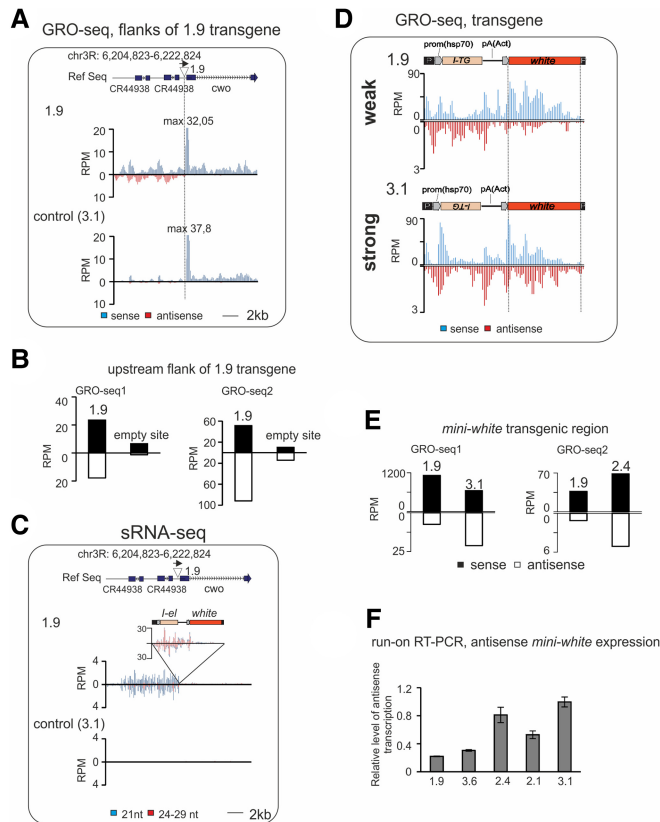 A
GRO-seq, flanks of 1.9 transgene
chr3R: 6,204,823-6,222,824
1.9
Ref Seq
CR44938 CR44938 cwo
1.9
max 32,05
20
10
0
10
RPM
control (3.1)
max 37,8
20
10
0
10
RPM
sense antisense 2kb
B
upstream flank of 1.9 transgene
GRO-seq1
40
20
0
20
RPM
1.9
empty site
GRO-seq2
60
20
0
20
60
100
RPM
1.9
empty site
C
sRNA-seq
chr3R: 6,204,823-6,222,824
1.9
Ref Seq
CR44938 CR44938 cwo
1.9
I-el white
30
30
4
0
4
RPM
control (3.1)
4
0
4
RPM
21nt 24-29 nt 2kb
D
GRO-seq, transgene
prom(hsp70) pA(Act)
1.9
I-TG white
weak
RPM
90
0
0
3
prom(hsp70) pA(Act)
3.1
I-TG white
strong
RPM
90
0
0
3
sense antisense
E
mini-white transgenic region
GRO-seq1
1200
0
0
25
RPM
1.9
3.1
GRO-seq2
70
0
0
6
RPM
1.9
2.4
sense antisense
F
run-on RT-PCR, antisense mini-white expression
Relative level of antisense
transcription
1.2
0.8
0.4
0
1.9 3.6 2.4 2.1 3.1